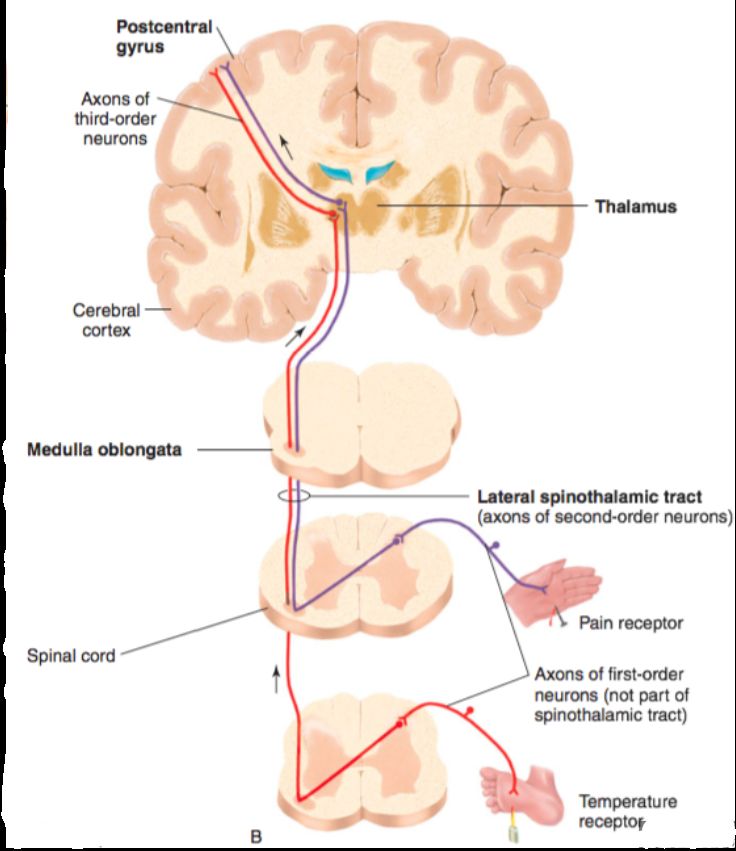 Postcentral
gyrus
Axons of
third-order
neurons
Thalamus
Cerebral
cortex
Medulla oblongata
Lateral spinothalamic tract
(axons of second-order neurons)
Pain receptor
Spinal cord
Axons of first-order
neurons (not part of
spinothalamic tract)
Temperature
receptor
B